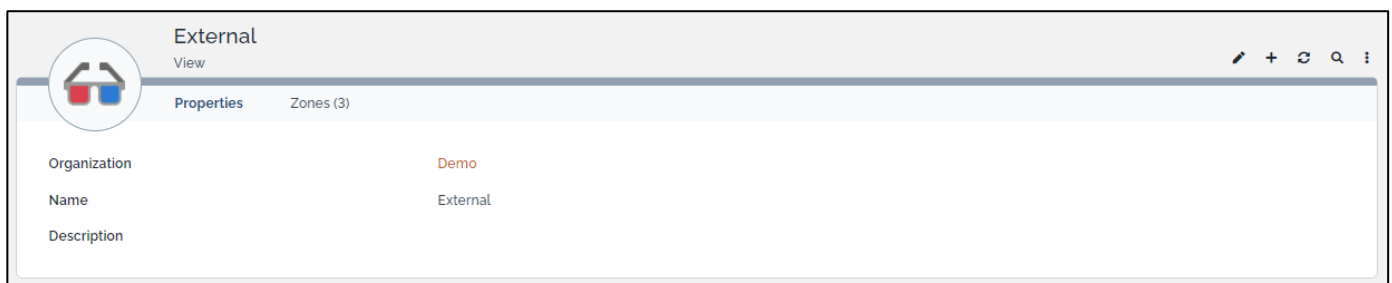 External
View
Properties Zones (3)
Organization Demo
Name External
Description